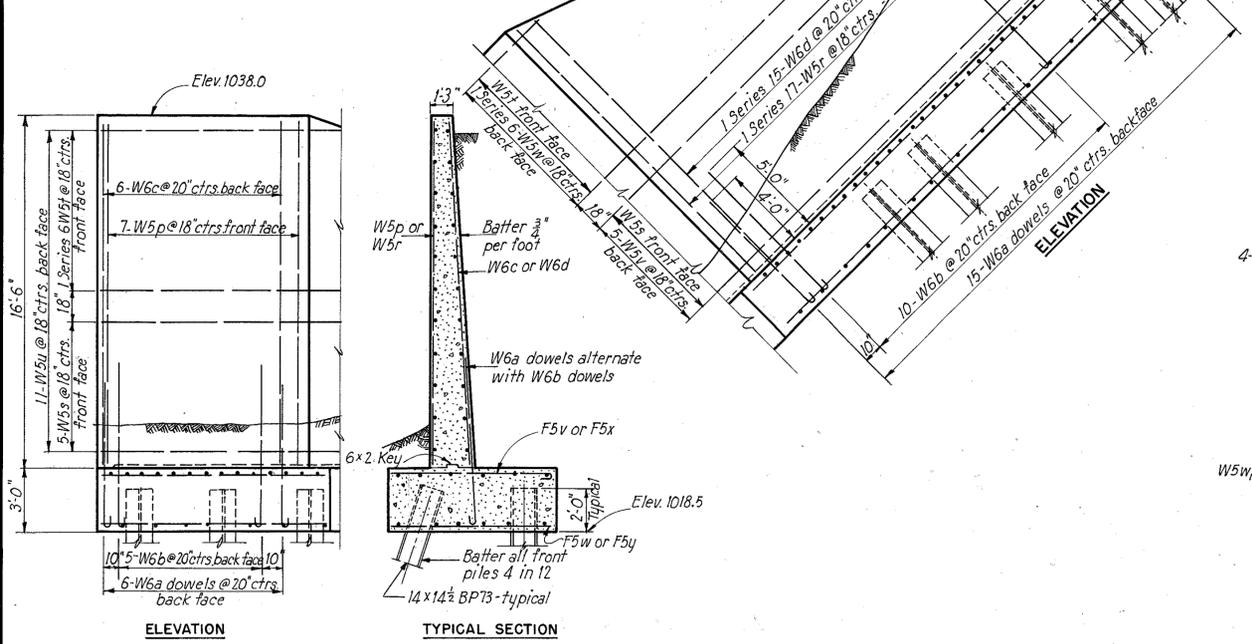 Elev. 1038.0
16'-6"
3'-0"
11-W5u @ 18" ctrs. back face
5-W5s @ 18" ctrs.
front face
18"
1 Series 6 W5t @ 18" ctrs.
front face
6-W6c @ 20" ctrs. back face
7-W5p @ 18" ctrs. front face
10"
5-W6b @ 20" ctrs. back face
10"
6-W6a dowels @ 20" ctrs.
back face
ELEVATION
1'-3"
W5p or
W5r
Batter 3/4"
per foot
W6c or W6d
W6a dowels alternate
with W6b dowels
6 x 2 Key
F5v or F5x
2'-0"
Typical
Elev. 1018.5
F5w or F5y
Batter all front
piles 4 in 12
14 x 14½ BP73 - typical
TYPICAL SECTION
W5t front face
1 Series 6-W5w @ 18" ctrs.
back face
18"
W5s front face
5-W5v @ 18" ctrs.
back face
1 Series 15-W6d @ 20" ctrs.
1 Series 17-W5r @ 18" ctrs.
5'-0"
4'-0"
10"
10-W6b @ 20" ctrs. back face
15-W6a dowels @ 20" ctrs. backface
ELEVATION
4-
W5w,